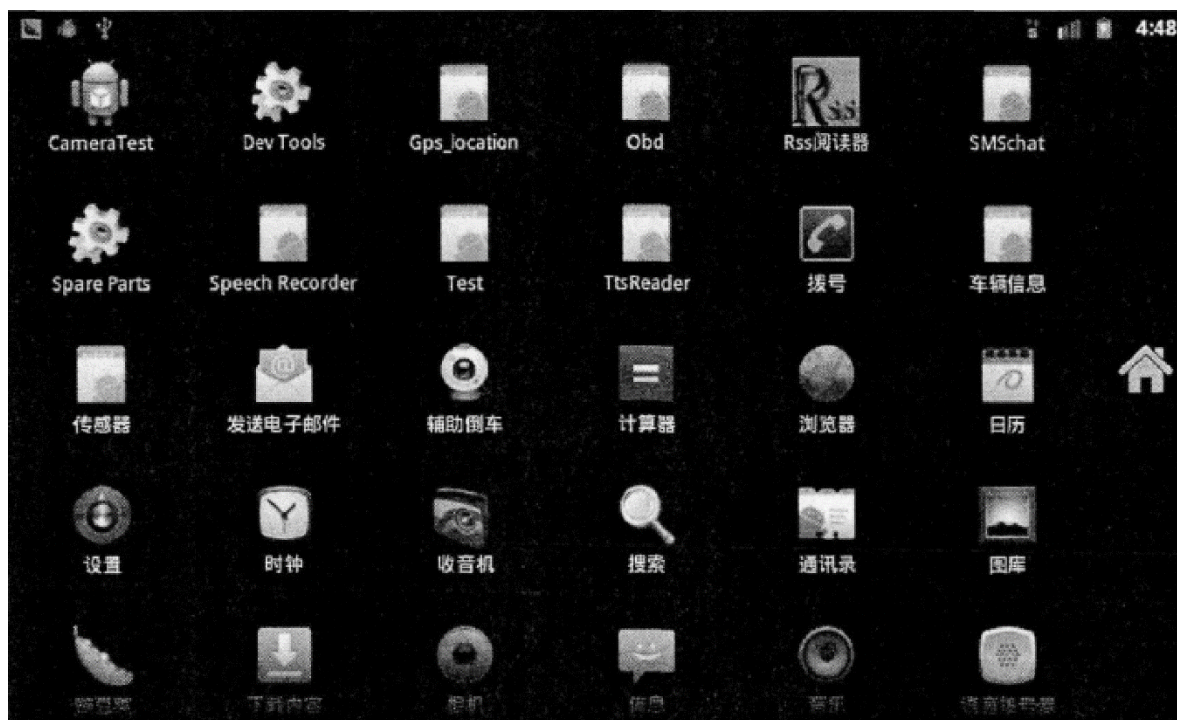 4:48
CameraTest
Dev Tools
Gps_location
Obd
Rss
Rss阅读器
SMSchat
Spare Parts
Speech Recorder
Test
TtsReader
拨号
车辆信息
传感器
发送电子邮件
辅助倒车
计算器
浏览器
日历
设置
时钟
收音机
搜索
通讯录
图库
下载内容
相机
信息
音乐